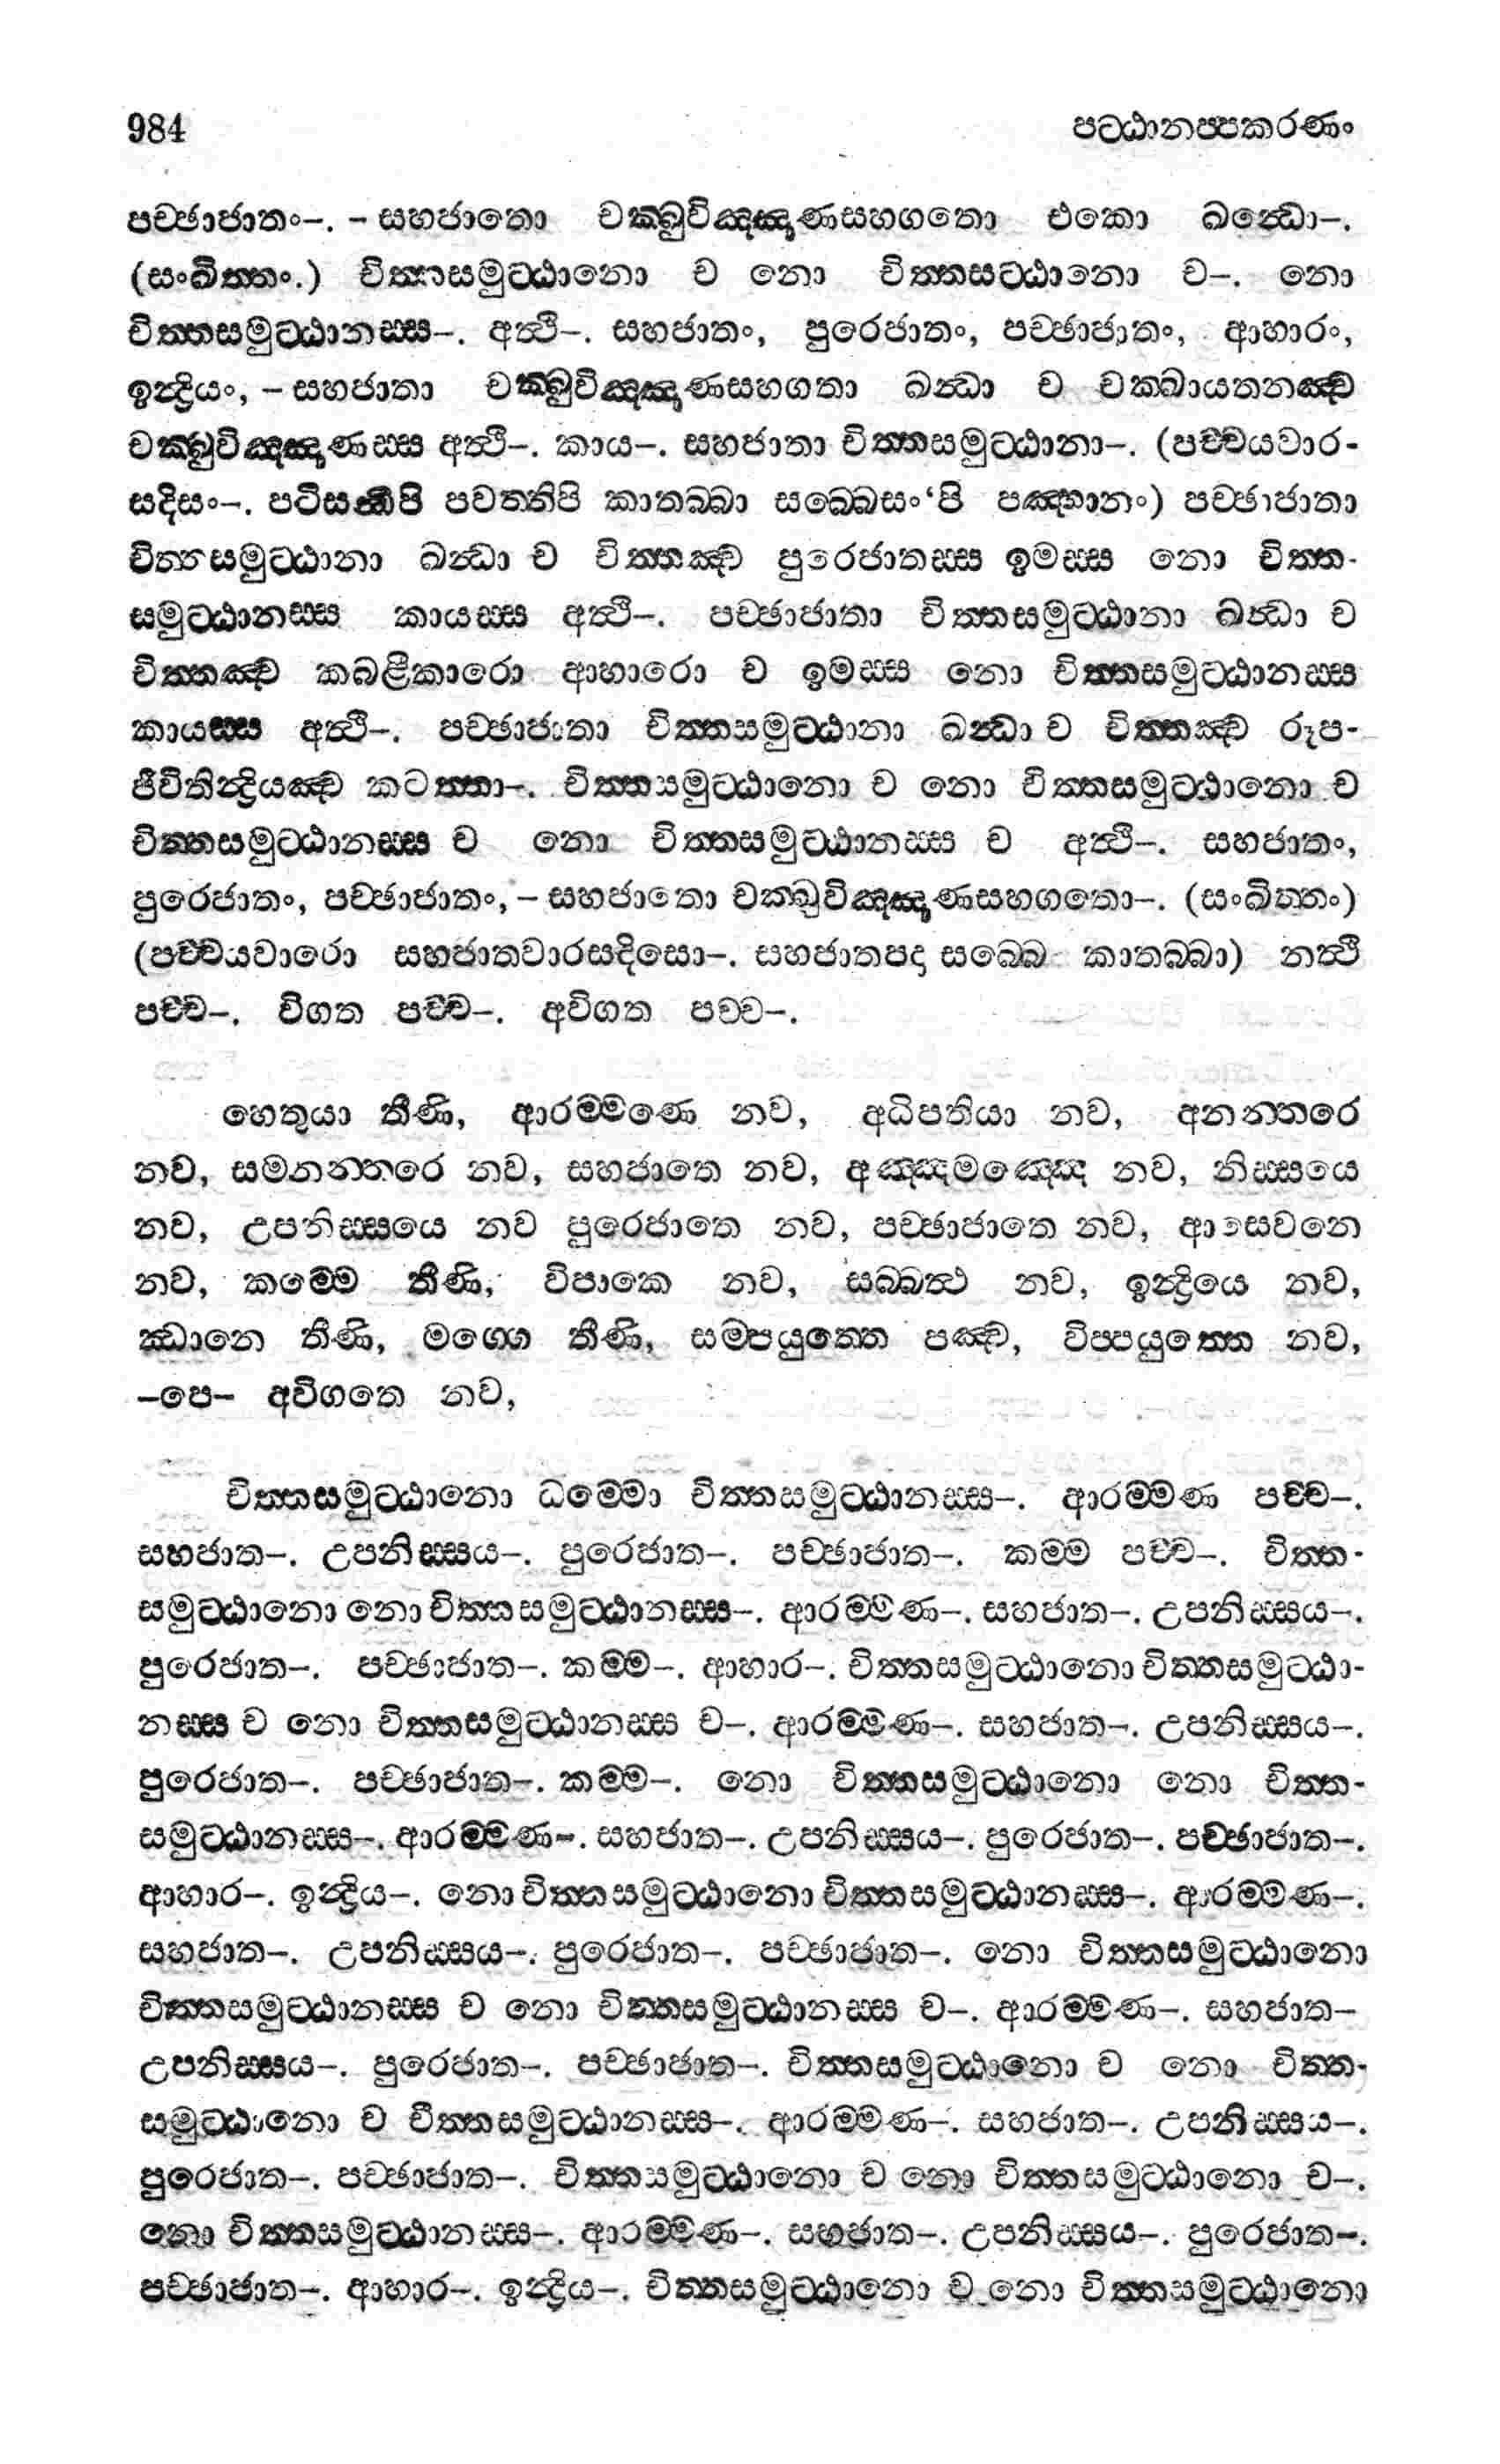 984 පට්ඨානප්පකරණං
පච්ඡාජාතං–. – සහජාතො චක්ඛුවිඤ්ඤණසහගතො එකො ඛන්ධො–.
(සංඛිත්තං.) චිත්තසමුට්ඨානො ච නො චිත්තසට්ඨානො ච–. නො
චිත්තසමුට්ඨානස්ස–. අත්ථි–. සහජාතං, පුරෙජාතං, පච්ඡාජාතං, ආහාරං,
ඉන්ද්‍රියං, – සහජාතා චක්ඛුවිඤ්ඤණසහගතා ඛන්ධා ච චක්ඛායතනඤ්ච
චක්ඛුවිඤ්ඤණස්ස අත්ථි–. කාය–. සහජාතා චිත්තසමුට්ඨානා–. (පච්චයවාර-
සදිසං–. පටිසන්ධිපි පවත්තිපි කාතබ්බා සබ්බෙසං‘පි පඤ්හානං) පච්ඡාජාතා
චිත්තසමුට්ඨානා ඛන්ධා ච චිත්තඤ්ච පුරෙජාතස්ස ඉමස්ස නො චිත්ත-
සමුට්ඨානස්ස කායස්ස අත්ථි–. පච්ඡාජාතා චිත්තසමුට්ඨානා ඛන්ධා ච
චිත්තඤ්ච කබළීකාරො ආහාරො ච ඉමස්ස නො චිත්තසමුට්ඨානස්ස
කායස්ස අත්ථි–. පච්ඡාජාතා චිත්තසමුට්ඨානා ඛන්ධා ච චිත්තඤ්ච රූප-
ජීවිතින්ද්‍රියඤ්ච කටත්තා–. චිත්තසමුට්ඨානො ච නො චිත්තසමුට්ඨානො ච
චිත්තසමුට්ඨානස්ස ච නො චිත්තසමුට්ඨානස්ස ච අත්ථි–. සහජාතං,
පුරෙජාතං, පච්ඡාජාතං, – සහජාතො චක්ඛුවිඤ්ඤණසහගතො–. (සංඛිත්තං)
(පච්චයවාරො සහජාතවාරසදිසො–. සහජාතපදා සබ්බෙ කාතබ්බා) නත්ථි
පච්ච–. විගත පච්ච–. අවිගත පච්ච–.
හෙතුයා තීණි, ආරම්මණෙ නව, අධිපතියා නව, අනන්තරෙ
නව, සමනන්තරෙ නව, සහජාතෙ නව, අඤ්ඤමඤ්ඤෙ නව, නිස්සයෙ
නව, උපනිස්සයෙ නව පුරෙජාතෙ නව, පච්ඡාජාතෙ නව, ආසෙවනෙ
නව, කම්මෙ තීණි, විපාකෙ නව, සබ්බත්ථ නව, ඉන්ද්‍රියෙ නව,
ඣානෙ තීණි, මග්ගෙ තීණි, සම්පයුත්තෙ පඤ්ච, විප්පයුත්තෙ නව,
–පෙ– අවිගතෙ නව,
චිත්තසමුට්ඨානො ධම්මො චිත්තසමුට්ඨානස්ස–. ආරම්මණ පච්ච–.
සහජාත–. උපනිස්සය–. පුරෙජාත–. පච්ඡාජාත–. කම්ම පච්ච–. චිත්ත-
සමුට්ඨානො නො චිත්තසමුට්ඨානස්ස–. ආරම්මණ–. සහජාත–. උපනිස්සය–.
පුරෙජාත–. පච්ඡාජාත–. කම්ම–. ආහාර–. චිත්තසමුට්ඨානො චිත්තසමුට්ඨා-
නස්ස ච නො චිත්තසමුට්ඨානස්ස ච–. ආරම්මණ–. සහජාත–. උපනිස්සය–.
පුරෙජාත–. පච්ඡාජාත–. කම්ම–. නො චිත්තසමුට්ඨානො නො චිත්ත-
සමුට්ඨානස්ස–. ආරම්මණ–. සහජාත–. උපනිස්සය–. පුරෙජාත–. පච්ඡාජාත–.
ආහාර–. ඉන්ද්‍රිය–. නො චිත්තසමුට්ඨානො චිත්තසමුට්ඨානස්ස–. ආරම්මණ–.
සහජාත–. උපනිස්සය–. පුරෙජාත–. පච්ඡාජාත–. නො චිත්තසමුට්ඨානො
චිත්තසමුට්ඨානස්ස ච නො චිත්තසමුට්ඨානස්ස ච–. ආරම්මණ–. සහජාත–
උපනිස්සය–. පුරෙජාත–. පච්ඡාජාත–. චිත්තසමුට්ඨානො ච නො චිත්ත-
සමුට්ඨානො ච චිත්තසමුට්ඨානස්ස–. ආරම්මණ–. සහජාත–. උපනිස්සය–.
පුරෙජාත–. පච්ඡාජාත–. චිත්තසමුට්ඨානො ච නො චිත්තසමුට්ඨානො ච–.
නො චිත්තසමුට්ඨානස්ස–. ආරම්මණ–. සහජාත–. උපනිස්සය–. පුරෙජාත–.
පච්ඡාජාත–. ආහාර–. ඉන්ද්‍රිය–. චිත්තසමුට්ඨානො ච නො චිත්තසමුට්ඨානො